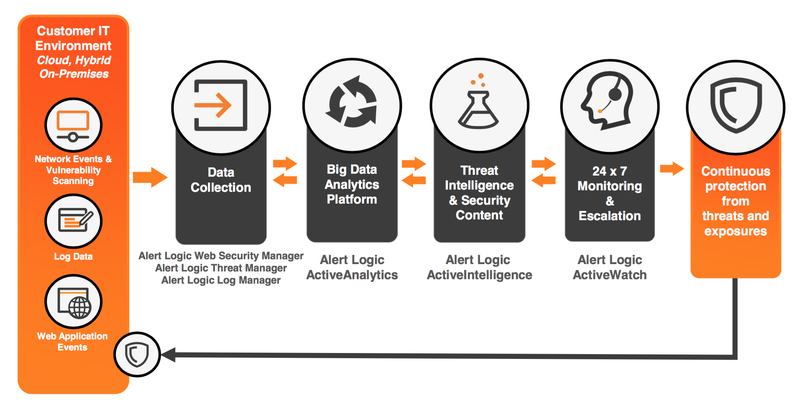 Customer IT
Environment
Cloud, Hybrid
On-Premises
Network Events &
Vulnerability
Scanning
Log Data
Web Application
Events
Data
Collection
Alert Logic Web Security Manager
Alert Logic Threat Manager
Alert Logic Log Manager
Big Data
Analytics
Platform
Alert Logic
ActiveAnalytics
Threat
Intelligence
& Security
Content
Alert Logic
ActiveIntelligence
24 x 7
Monitoring
&
Escalation
Alert Logic
ActiveWatch
Continuous
protection
from
threats and
exposures